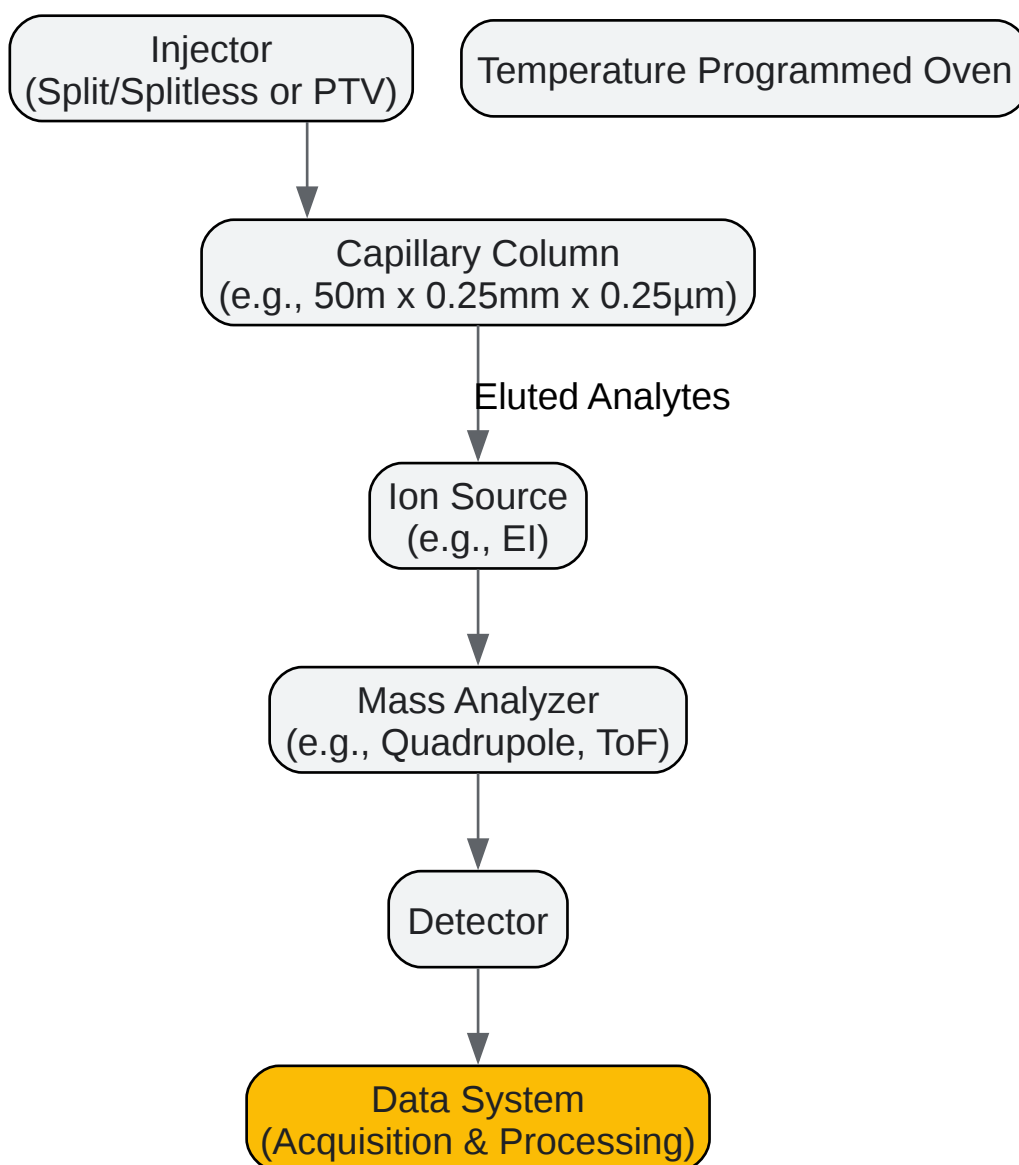 Injector
(Split/Splitless or PTV)
Temperature Programmed Oven
Capillary Column
(e.g., 50m x 0.25mm x 0.25µm)
Eluted Analytes
Ion Source
(e.g., EI)
Mass Analyzer
(e.g., Quadrupole, ToF)
Detector
Data System
(Acquisition & Processing)